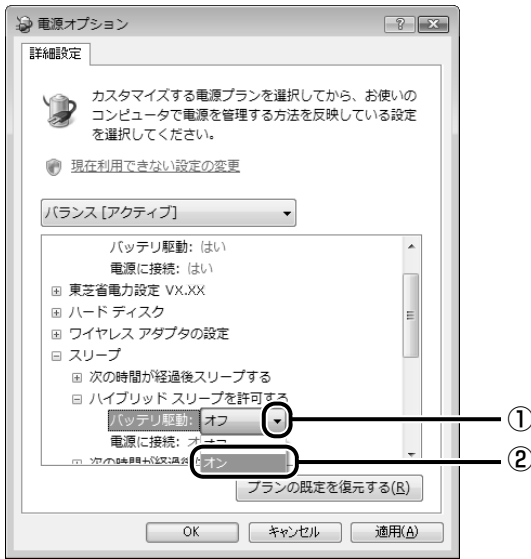 電源オプション
詳細設定
カスタマイズする電源プランを選択してから、お使いの
コンピュータで電源を管理する方法を反映している設定
を選択してください。
現在利用できない設定の変更
バランス [アクティブ]
バッテリ駆動: はい
電源に接続: はい
東芝省電力設定 VX.XX
ハード ディスク
ワイヤレス アダプタの設定
スリープ
次の時間が経過後スリープする
ハイブリッド スリープを許可する
バッテリ駆動: オフ
①
電源に接続: オフ
オン
②
プランの既定を復元する(R)
OK キャンセル 適用(A)